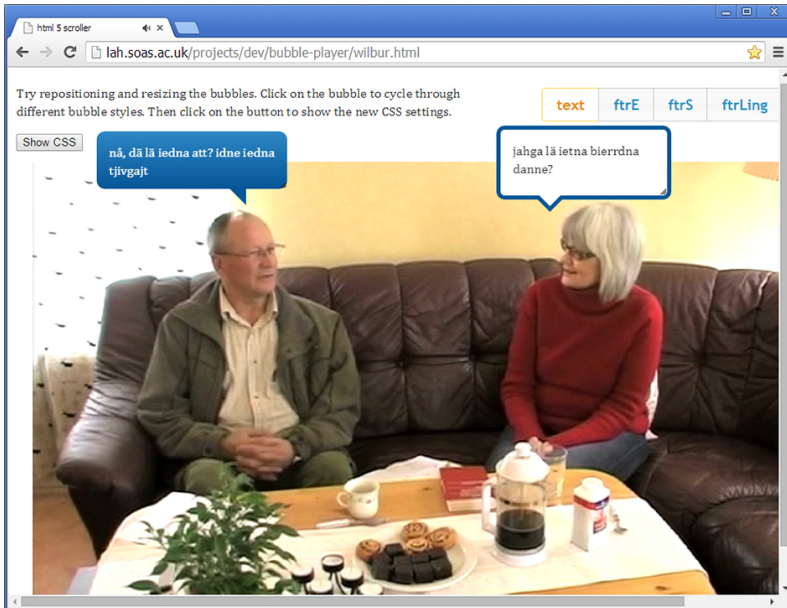 html 5 scroller
lah.soas.ac.uk/projects/dev/bubble-player/wilbur.html
Try repositioning and resizing the bubbles. Click on the bubble to cycle through
different bubble styles. Then click on the button to show the new CSS settings.
text ftrE ftrS ftrLing
Show CSS
nå, dä lä iedna att? idne iedna
tjivgajt
jahga lä ietna bierrdna
danne?